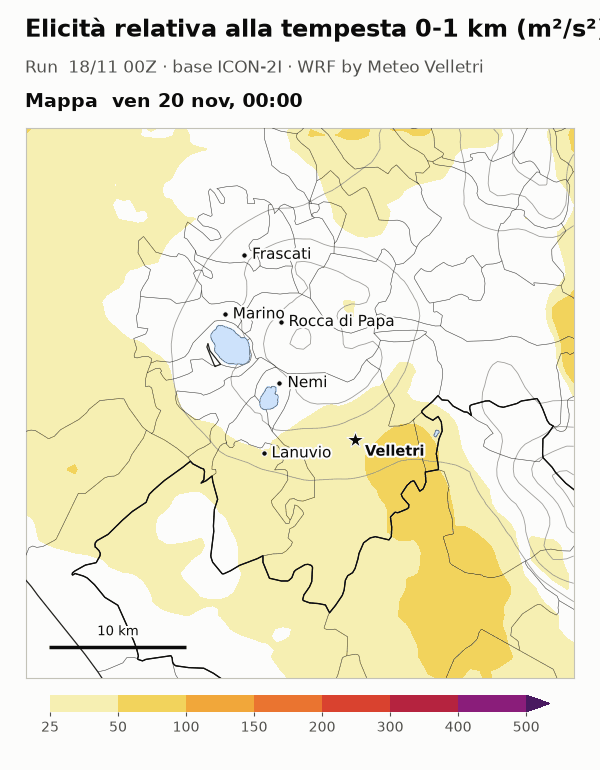 Elicità relativa alla tempesta 0-1 km (m²/s²)
Run  18/11 00Z · base ICON-2I · WRF by Meteo Velletri
Mappa  ven 20 nov, 00:00
Frascati
Marino
Rocca di Papa
Nemi
Lanuvio
Velletri
10 km
25 50 100 150 200 300 400 500